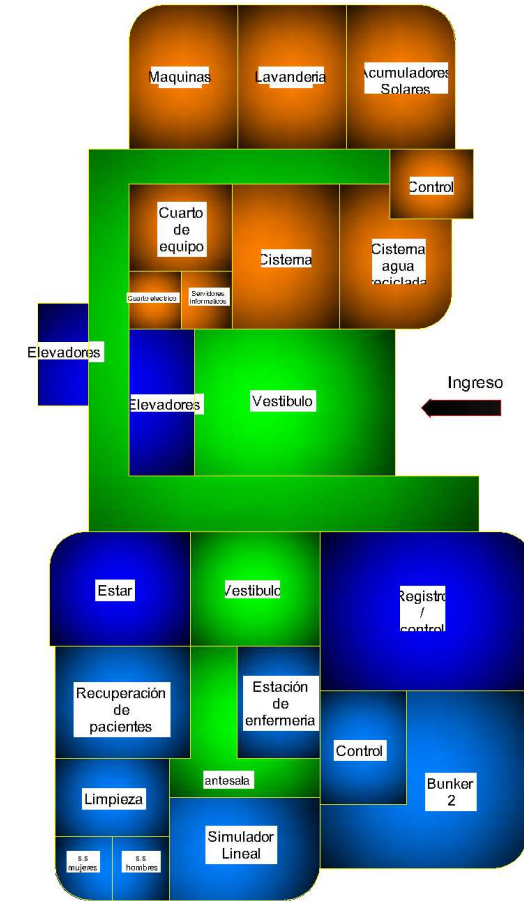 Maquinas
Lavanderia
Acumuladores
Solares
Control
Cuarto
de
equipo
Cisterna
Cisterna
agua
reciclada
Cuarto electrico
Servidores
informaticos
Elevadores
Elevadores
Vestibulo
Ingreso
Estar
Vestibulo
Registro
/
control
Recuperación
de
pacientes
Estación
de
enfermeria
Control
Bunker
2
antesala
Limpieza
Simulador
Lineal
s.s
mujeres
s.s
hombres